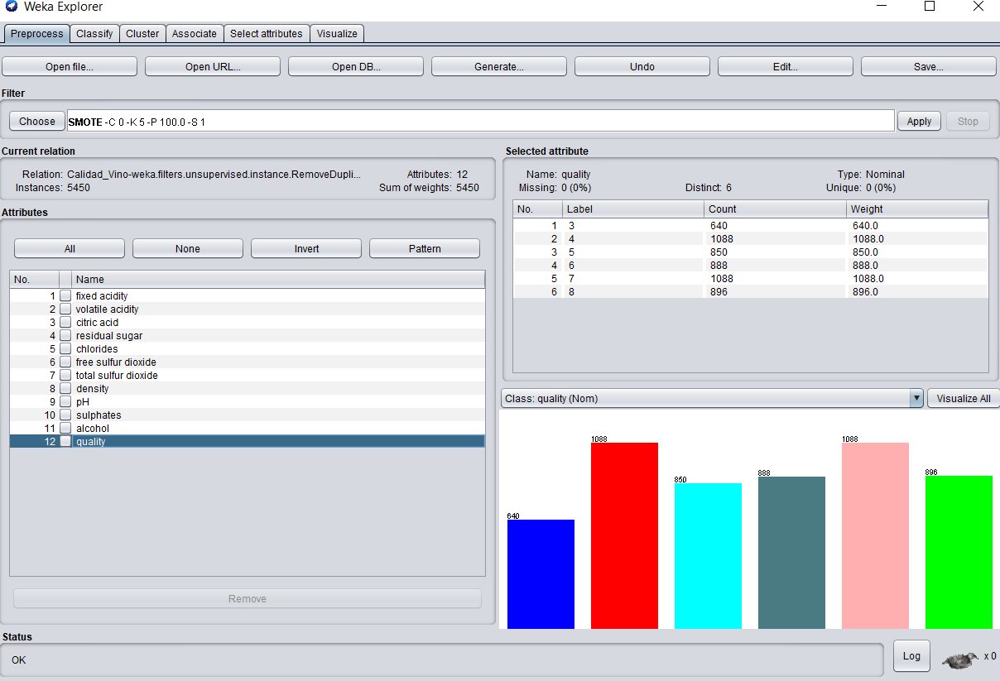 Weka Explorer
Preprocess Classify Cluster Associate Select attributes Visualize
Open file... Open URL... Open DB... Generate... Undo Edit... Save...
Filter
Choose SMOTE -C 0 -K 5 -P 100.0 -S 1 Apply Stop
Current relation
Relation: Calidad_Vino-weka.filters.unsupervised.instance.RemoveDupli... Attributes: 12
Instances: 5450 Sum of weights: 5450
Attributes
All None Invert Pattern
No. Name
1 fixed acidity
2 volatile acidity
3 citric acid
4 residual sugar
5 chlorides
6 free sulfur dioxide
7 total sulfur dioxide
8 density
9 pH
10 sulphates
11 alcohol
12 quality
Remove
Selected attribute
Name: quality Type: Nominal
Missing: 0 (0%) Distinct: 6 Unique: 0 (0%)
No. Label Count Weight
1 3 640 640.0
2 4 1088 1088.0
3 5 850 850.0
4 6 888 888.0
5 7 1088 1088.0
6 8 896 896.0
Class: quality (Nom) Visualize All
640 1088 850 888 1088 896
Status
OK Log x 0